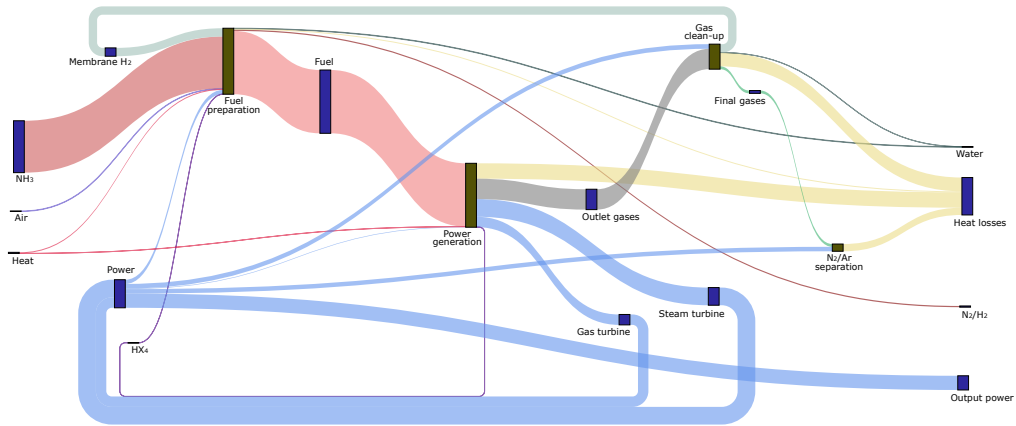 Gas
clean-up
Membrane H₂
Fuel
Fuel
preparation
Final gases
NH₃
Water
Air
Outlet gases
Heat losses
Power
generation
Heat
N₂/Ar
separation
Power
Steam turbine
N₂/H₂
Gas turbine
HX₄
Output power